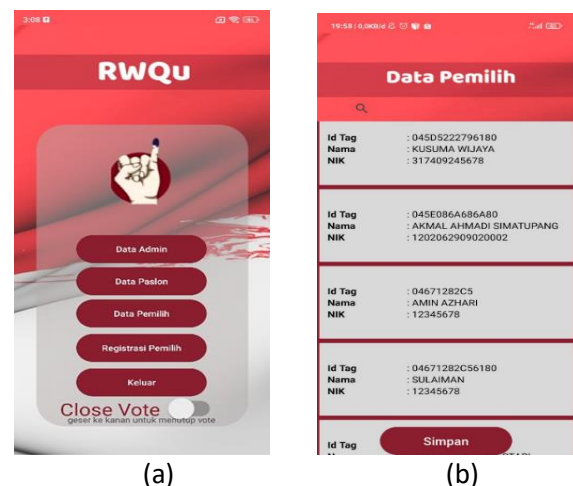 3:08
RWQu
Data Admin
Data Paslon
Data Pemilih
Registrasi Pemilih
Keluar
Close Vote
geser ke kanan untuk menutup vote
(a)
19:58 | 0,0KB/d
Data Pemilih
Id Tag : 045D5222796180
Nama : KUSUMA WIJAYA
NIK : 317409245678
Id Tag : 045E086A686A80
Nama : AKMAL AHMADI SIMATUPANG
NIK : 1202062909020002
Id Tag : 04671282C5
Nama : AMIN AZHARI
NIK : 12345678
Id Tag : 04671282C56180
Nama : SULAIMAN
NIK : 12345678
Id Tag
Simpan
(b)